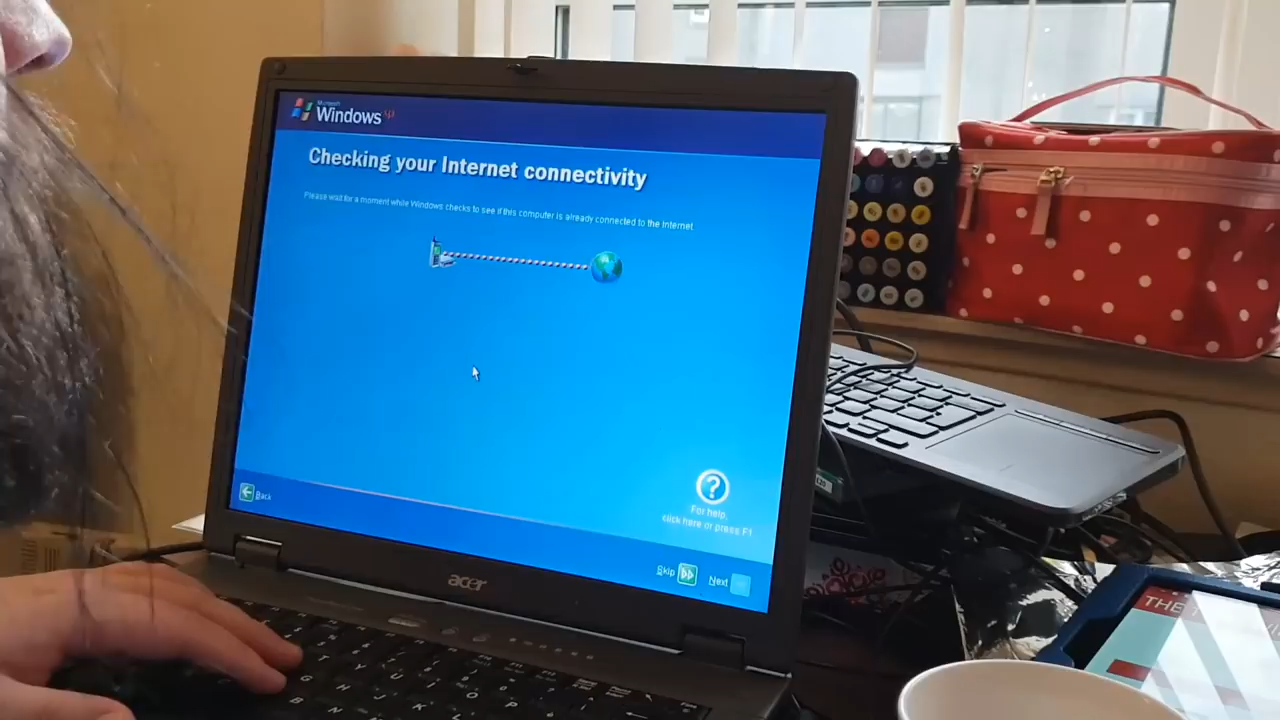 Microsoft
Windows xp
Checking your Internet connectivity
Please wait for a moment while Windows checks to see if this computer is already connected to the Internet
?
For help,
click here or press F1
Back
Skip
Next
acer
T Y U I O P
G H J K L
B N M
THE